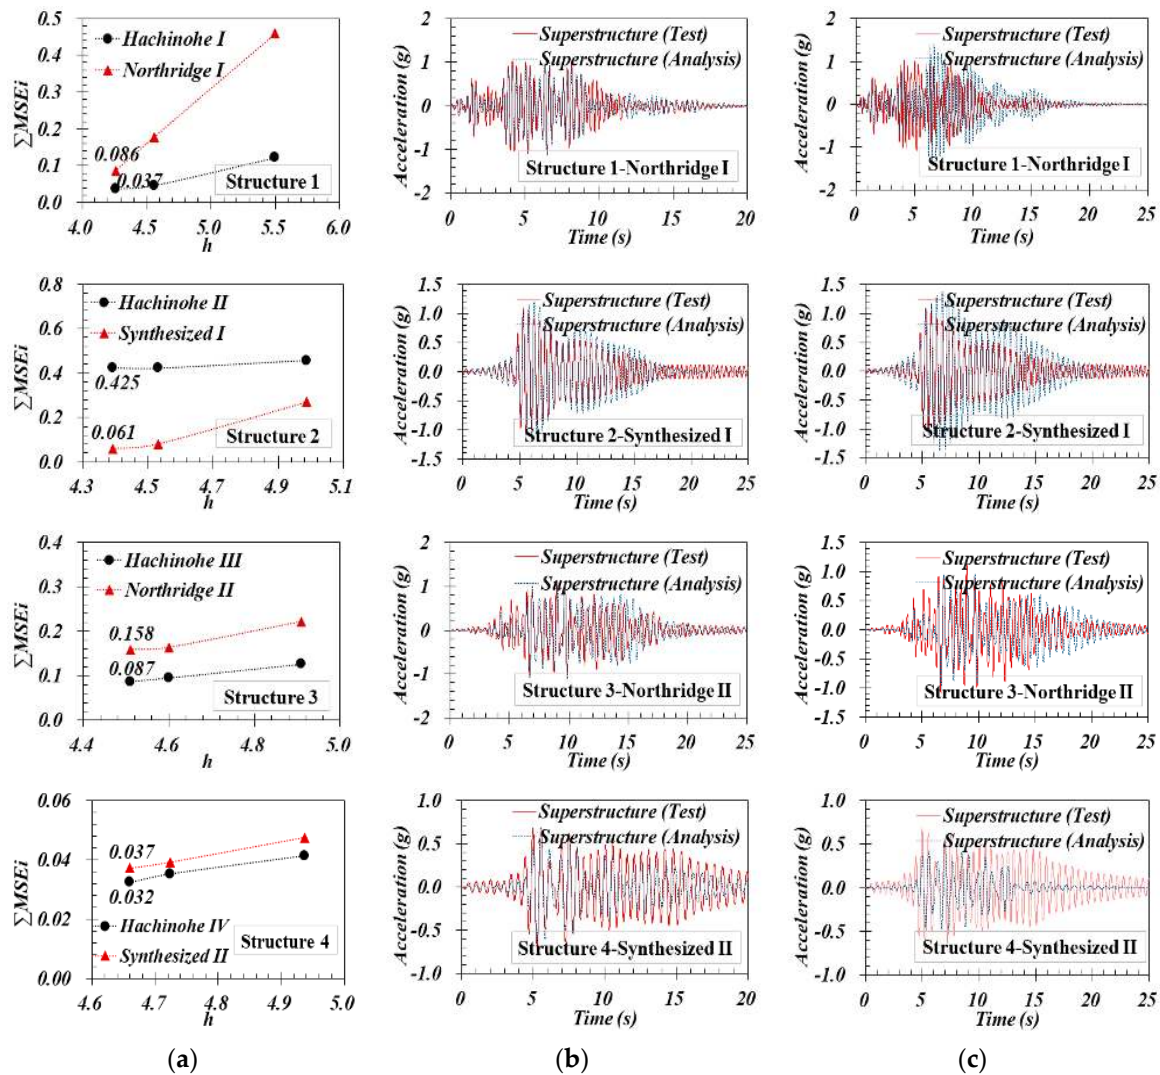 0.5
0.4
0.3
0.2
0.1
0.0
∑MSEi
Hachinohe I
Northridge I
0.086
0.037
Structure 1
4.0 4.5 5.0 5.5 6.0
h
2
1
0
-1
-2
Acceleration (g)
Superstructure (Test)
Superstructure (Analysis)
Structure 1-Northridge I
0 5 10 15 20
Time (s)
2
1
0
-1
-2
Acceleration (g)
Superstructure (Test)
Superstructure (Analysis)
Structure 1-Northridge I
0 5 10 15 20 25
Time (s)
0.8
0.6
0.4
0.2
0.0
∑MSEi
Hachinohe II
Synthesized I
0.425
0.061
Structure 2
4.3 4.5 4.7 4.9 5.1
h
1.5
1.0
0.5
0.0
-0.5
-1.0
-1.5
Acceleration (g)
Superstructure (Test)
Superstructure (Analysis)
Structure 2-Synthesized I
0 5 10 15 20 25
Time (s)
1.5
1.0
0.5
0.0
-0.5
-1.0
-1.5
Acceleration (g)
Superstructure (Test)
Superstructure (Analysis)
Structure 2-Synthesized I
0 5 10 15 20 25
Time (s)
0.4
0.3
0.2
0.1
0.0
∑MSEi
Hachinohe III
Northridge II
0.158
0.087
Structure 3
4.4 4.6 4.8 5.0
h
2
1
0
-1
-2
Acceleration (g)
Superstructure (Test)
Superstructure (Analysis)
Structure 3-Northridge II
0 5 10 15 20 25
Time (s)
1.5
1.0
0.5
0.0
-0.5
-1.0
-1.5
Acceleration (g)
Superstructure (Test)
Superstructure (Analysis)
Structure 3-Northridge II
0 5 10 15 20 25
Time (s)
0.06
0.04
0.02
0.00
∑MSEi
0.037
0.032
Hachinohe IV
Synthesized II
Structure 4
4.6 4.7 4.8 4.9 5.0
h
1.0
0.5
0.0
-0.5
-1.0
Acceleration (g)
Superstructure (Test)
Superstructure (Analysis)
Structure 4-Synthesized II
0 5 10 15 20
Time (s)
1.0
0.5
0.0
-0.5
-1.0
Acceleration (g)
Superstructure (Test)
Superstructure (Analysis)
Structure 4-Synthesized II
0 5 10 15 20 25
Time (s)
(a) (b) (c)